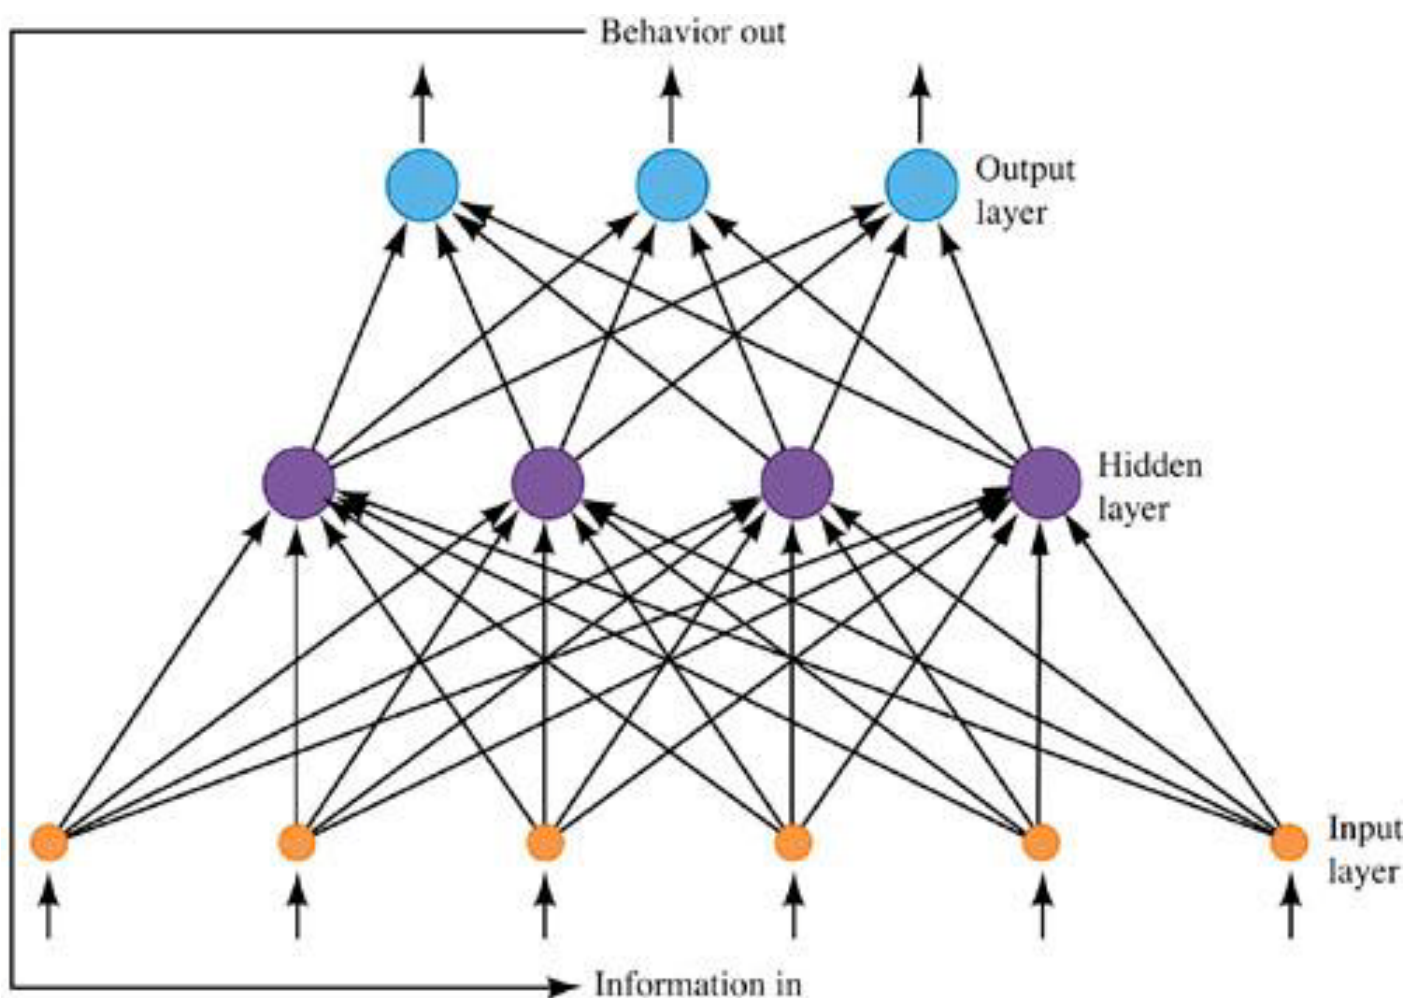 Behavior out
Output
layer
Hidden
layer
Input
layer
Information in